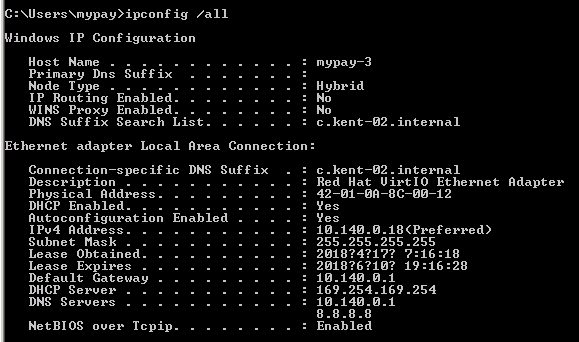 C:\Users\mypay>ipconfig /all
Windows IP Configuration
Host Name . . . . . . . . . . . . : mypay-3
Primary Dns Suffix  . . . . . . . :
Node Type . . . . . . . . . . . . : Hybrid
IP Routing Enabled. . . . . . . . : No
WINS Proxy Enabled. . . . . . . . : No
DNS Suffix Search List. . . . . . : c.kent-02.internal
Ethernet adapter Local Area Connection:
Connection-specific DNS Suffix  . : c.kent-02.internal
Description . . . . . . . . . . . : Red Hat VirtIO Ethernet Adapter
Physical Address. . . . . . . . . : 42-01-0A-8C-00-12
DHCP Enabled. . . . . . . . . . . : Yes
Autoconfiguration Enabled . . . . : Yes
IPv4 Address. . . . . . . . . . . : 10.140.0.18(Preferred)
Subnet Mask . . . . . . . . . . . : 255.255.255.255
Lease Obtained. . . . . . . . . . : 2018?4?17? 7:16:18
Lease Expires . . . . . . . . . . : 2018?6?10? 19:16:28
Default Gateway . . . . . . . . . : 10.140.0.1
DHCP Server . . . . . . . . . . . : 169.254.169.254
DNS Servers . . . . . . . . . . . : 10.140.0.1
8.8.8.8
NetBIOS over Tcpip. . . . . . . . : Enabled